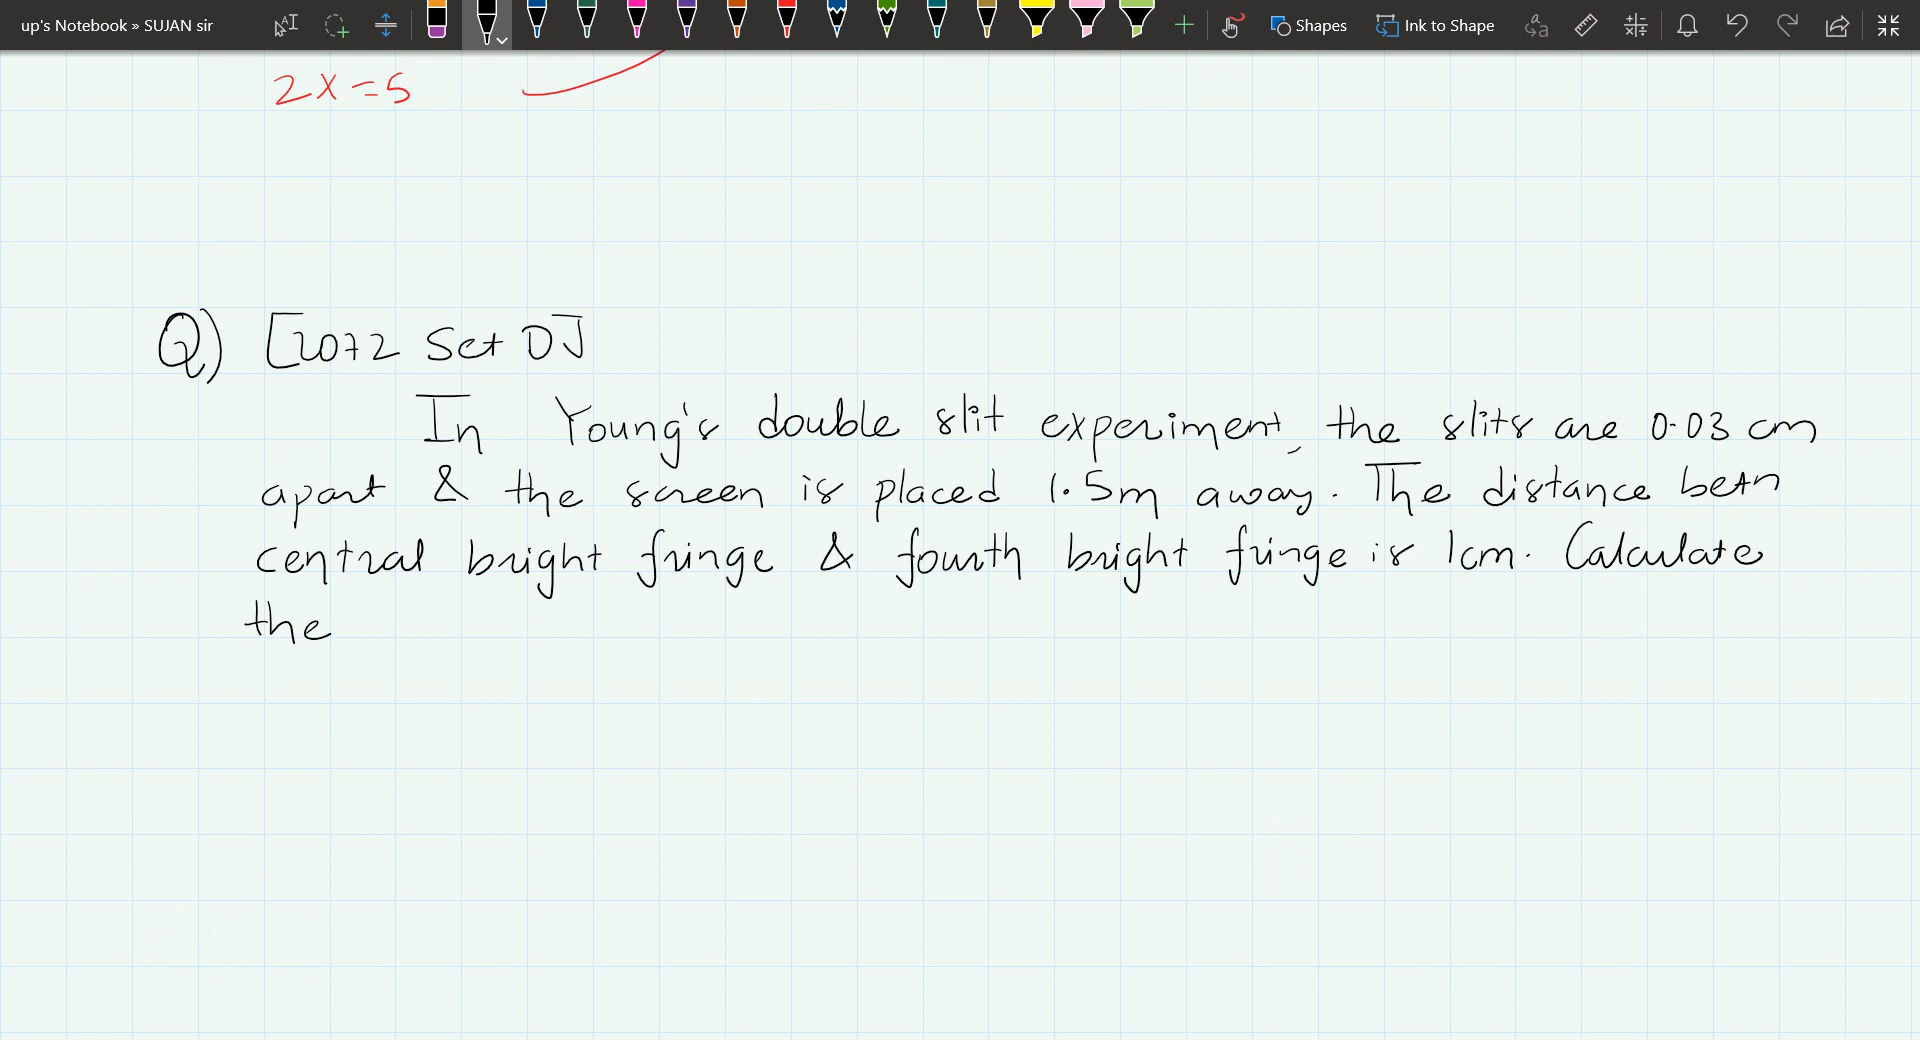 up's Notebook » SUJAN sir
Shapes
Ink to Shape
2x = 5
Q) [2072 Set D]
In Young's double slit experiment, the slits are 0.03 cm
apart & the screen is placed 1.5m away. The distance betn
central bright fringe & fourth bright fringe is 1cm. Calculate
the